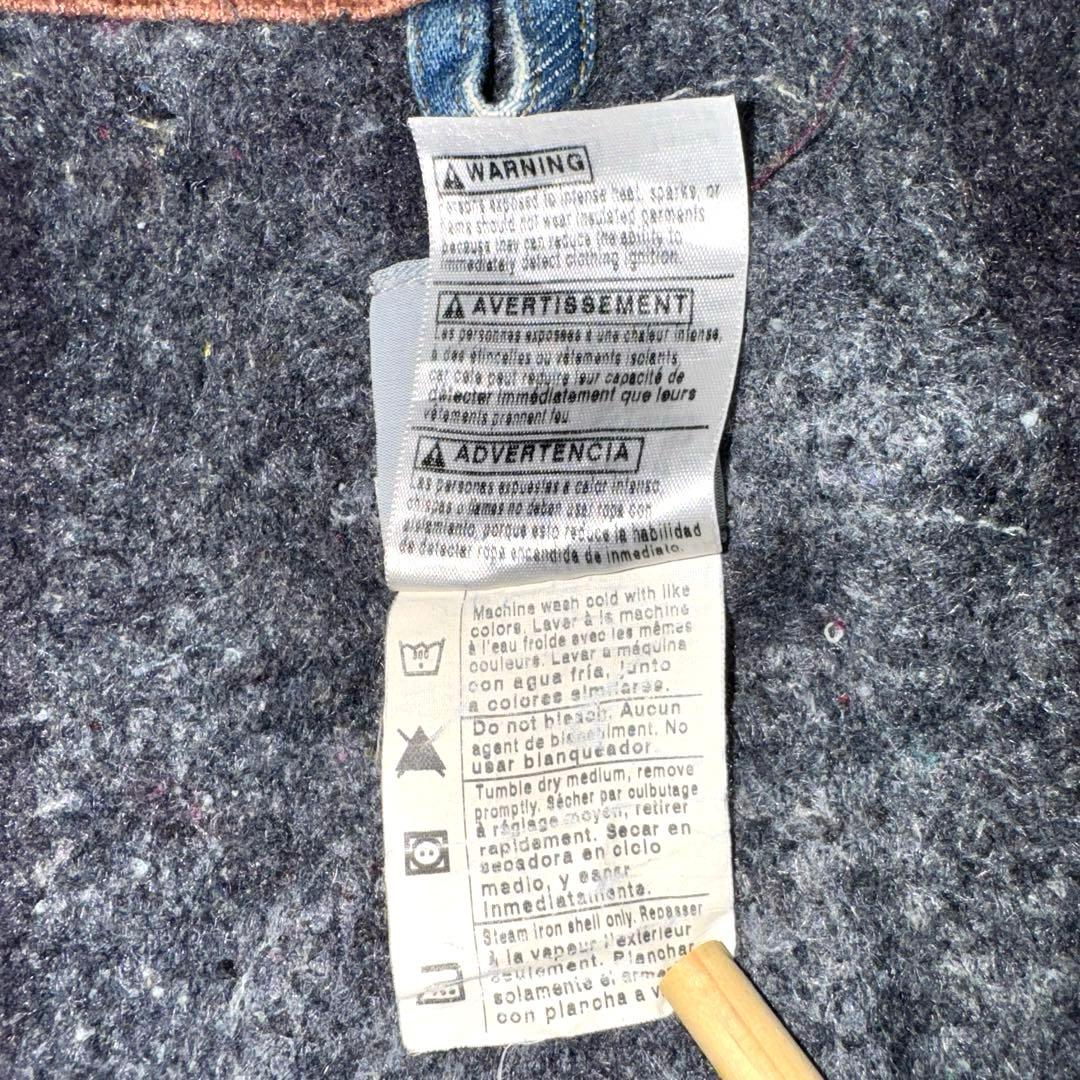 WARNING
exposed to intense heat, sparks, or
should not wear insulated garments
because they can reduce the ability to
immediately detect clothing ignition.
AVERTISSEMENT
Les personnes exposees a une chaleur intense,
à des étincelles ou vêtements isolants
car cela peut reduire leur capacité de
détecter immédiatement que leurs
vêtements prennent feu
ADVERTENCIA
Las personas expuestas a calor intenso,
chispas o llamas no deben usar ropa con
aislamiento, porque esto reduce la habilidad
de detectar ropa encendida de inmediato.
Machine wash cold with like
colors. Lavar à la machine
à l'eau froide avec les mêmes
couleurs. Lavar a máquina
con agua fría, junto
a colores similares.
Do not bleach. Aucun
agent de blanchiment. No
usar blanqueador.
Tumble dry medium, remove
promptly. Sécher par culbutage
à réglage moyen, retirer
rapidement. Secar en
secadora en ciclo
medio, y sacar
inmediatamente.
Steam iron shell only. Repasser
à la vapeur l'extérieur
seulement. Planchar
solamente el
con plancha a